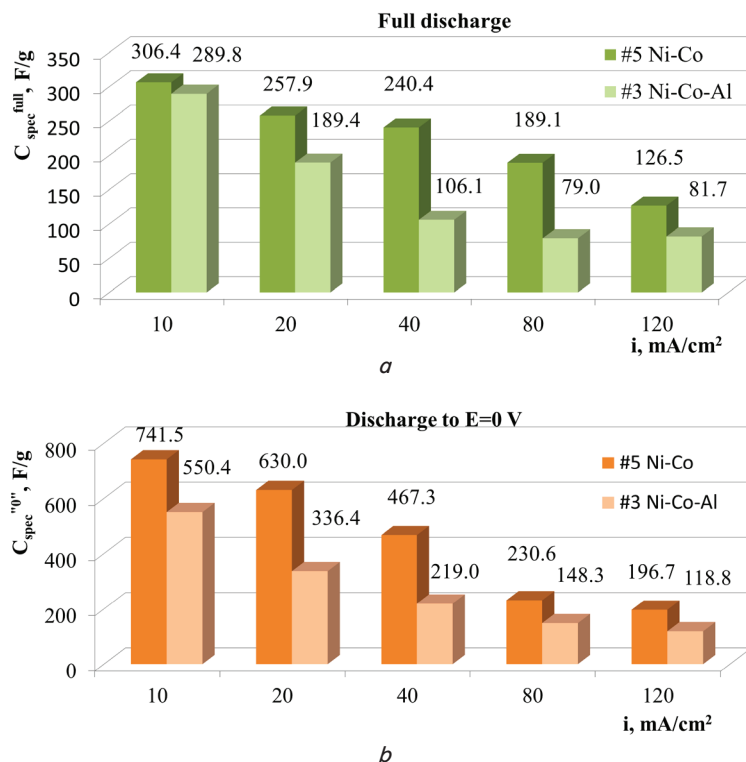 Full discharge
C spec full, F/g
350
300
250
200
150
100
50
0
#5 Ni-Co
#3 Ni-Co-Al
306.4 289.8
257.9 189.4
240.4 106.1
189.1 79.0
126.5 81.7
10 20 40 80 120
i, mA/cm²
a
Discharge to E=0 V
C spec "0", F/g
800
600
400
200
0
#5 Ni-Co
#3 Ni-Co-Al
741.5 550.4
630.0 336.4
467.3 219.0
230.6 148.3
196.7 118.8
10 20 40 80 120
i, mA/cm²
b